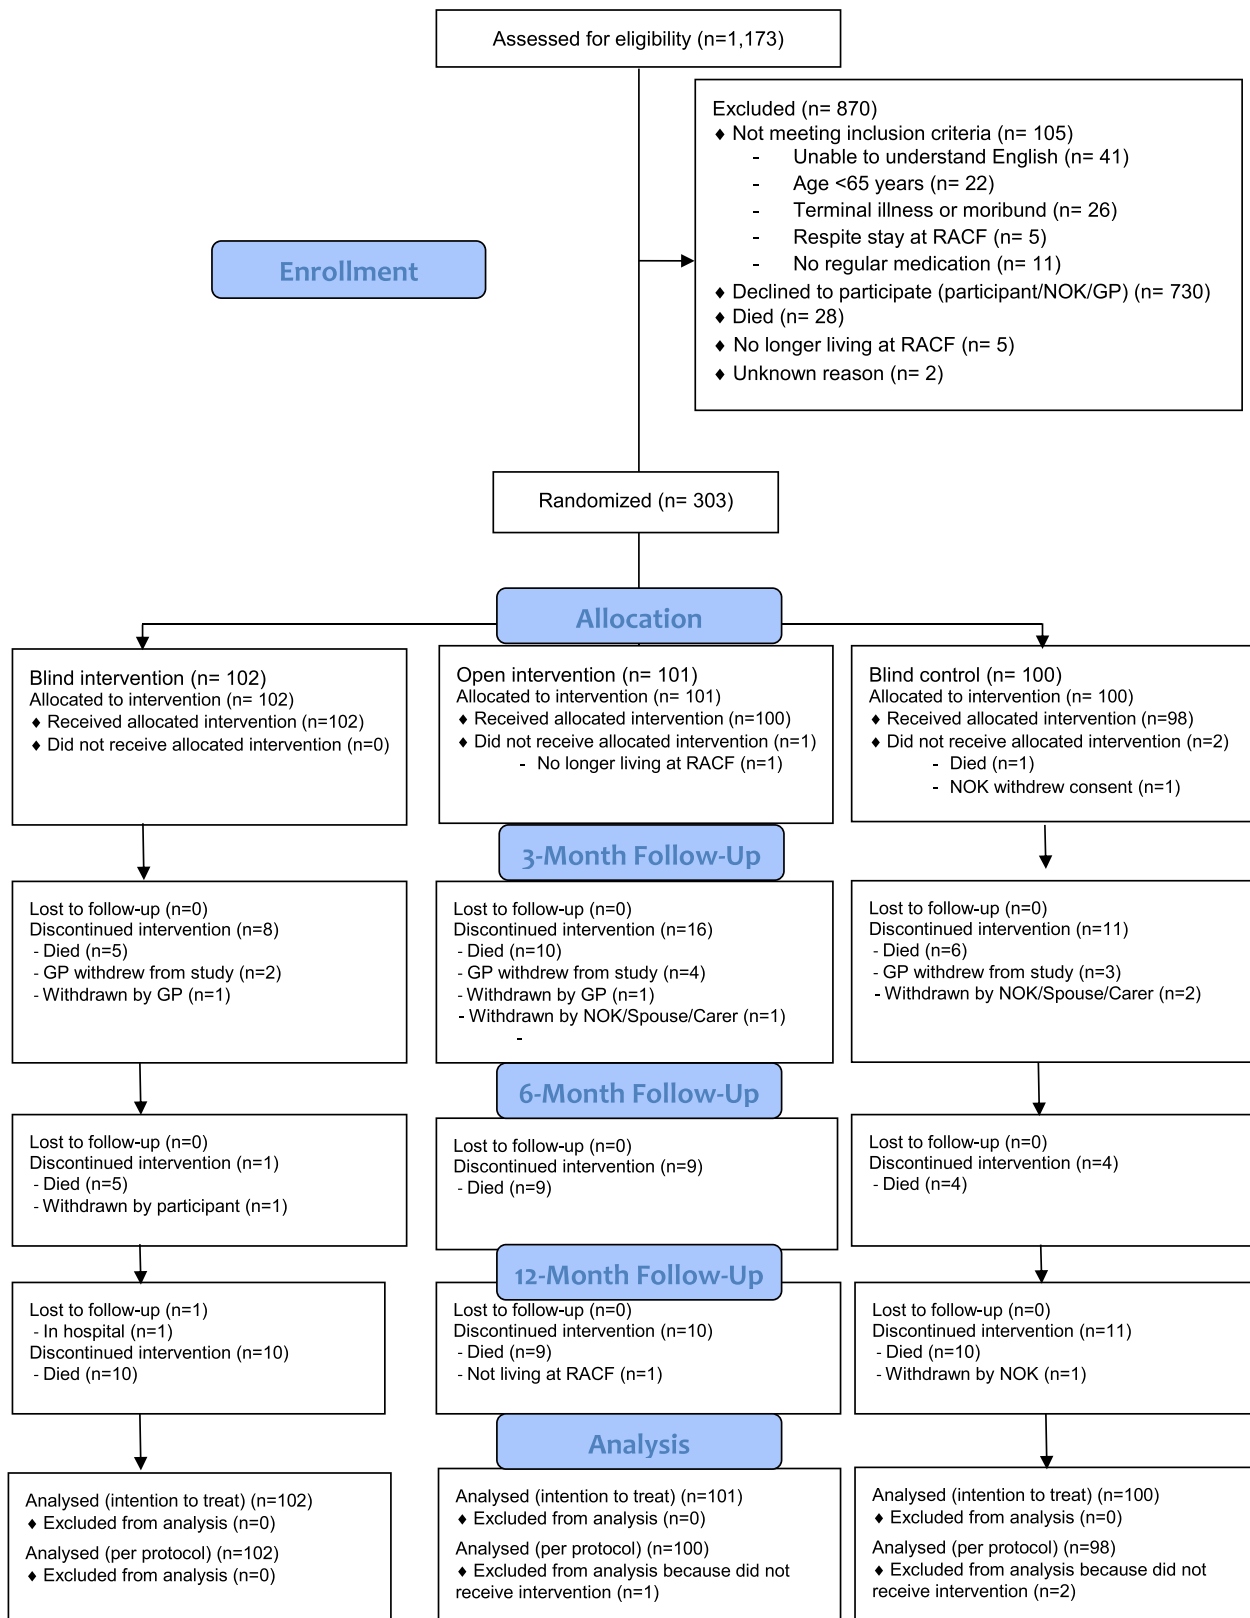 Assessed for eligibility (n=1,173)
Excluded (n= 870)
♦ Not meeting inclusion criteria (n= 105)
- Unable to understand English (n= 41)
- Age <65 years (n= 22)
- Terminal illness or moribund (n= 26)
- Respite stay at RACF (n= 5)
- No regular medication (n= 11)
♦ Declined to participate (participant/NOK/GP) (n= 730)
♦ Died (n= 28)
♦ No longer living at RACF (n= 5)
♦ Unknown reason (n= 2)
Enrollment
Randomized (n= 303)
Allocation
Blind intervention (n= 102)
Allocated to intervention (n= 102)
♦ Received allocated intervention (n=102)
♦ Did not receive allocated intervention (n=0)
Open intervention (n= 101)
Allocated to intervention (n= 101)
♦ Received allocated intervention (n=100)
♦ Did not receive allocated intervention (n=1)
- No longer living at RACF (n=1)
Blind control (n= 100)
Allocated to intervention (n= 100)
♦ Received allocated intervention (n=98)
♦ Did not receive allocated intervention (n=2)
- Died (n=1)
- NOK withdrew consent (n=1)
3-Month Follow-Up
Lost to follow-up (n=0)
Discontinued intervention (n=8)
- Died (n=5)
- GP withdrew from study (n=2)
- Withdrawn by GP (n=1)
Lost to follow-up (n=0)
Discontinued intervention (n=16)
- Died (n=10)
- GP withdrew from study (n=4)
- Withdrawn by GP (n=1)
- Withdrawn by NOK/Spouse/Carer (n=1)
-
Lost to follow-up (n=0)
Discontinued intervention (n=11)
- Died (n=6)
- GP withdrew from study (n=3)
- Withdrawn by NOK/Spouse/Carer (n=2)
6-Month Follow-Up
Lost to follow-up (n=0)
Discontinued intervention (n=1)
- Died (n=5)
- Withdrawn by participant (n=1)
Lost to follow-up (n=0)
Discontinued intervention (n=9)
- Died (n=9)
Lost to follow-up (n=0)
Discontinued intervention (n=4)
- Died (n=4)
12-Month Follow-Up
Lost to follow-up (n=1)
- In hospital (n=1)
Discontinued intervention (n=10)
- Died (n=10)
Lost to follow-up (n=0)
Discontinued intervention (n=10)
- Died (n=9)
- Not living at RACF (n=1)
Lost to follow-up (n=0)
Discontinued intervention (n=11)
- Died (n=10)
- Withdrawn by NOK (n=1)
Analysis
Analysed (intention to treat) (n=102)
♦ Excluded from analysis (n=0)
Analysed (per protocol) (n=102)
♦ Excluded from analysis (n=0)
Analysed (intention to treat) (n=101)
♦ Excluded from analysis (n=0)
Analysed (per protocol) (n=100)
♦ Excluded from analysis because did not
receive intervention (n=1)
Analysed (intention to treat) (n=100)
♦ Excluded from analysis (n=0)
Analysed (per protocol) (n=98)
♦ Excluded from analysis because did not
receive intervention (n=2)